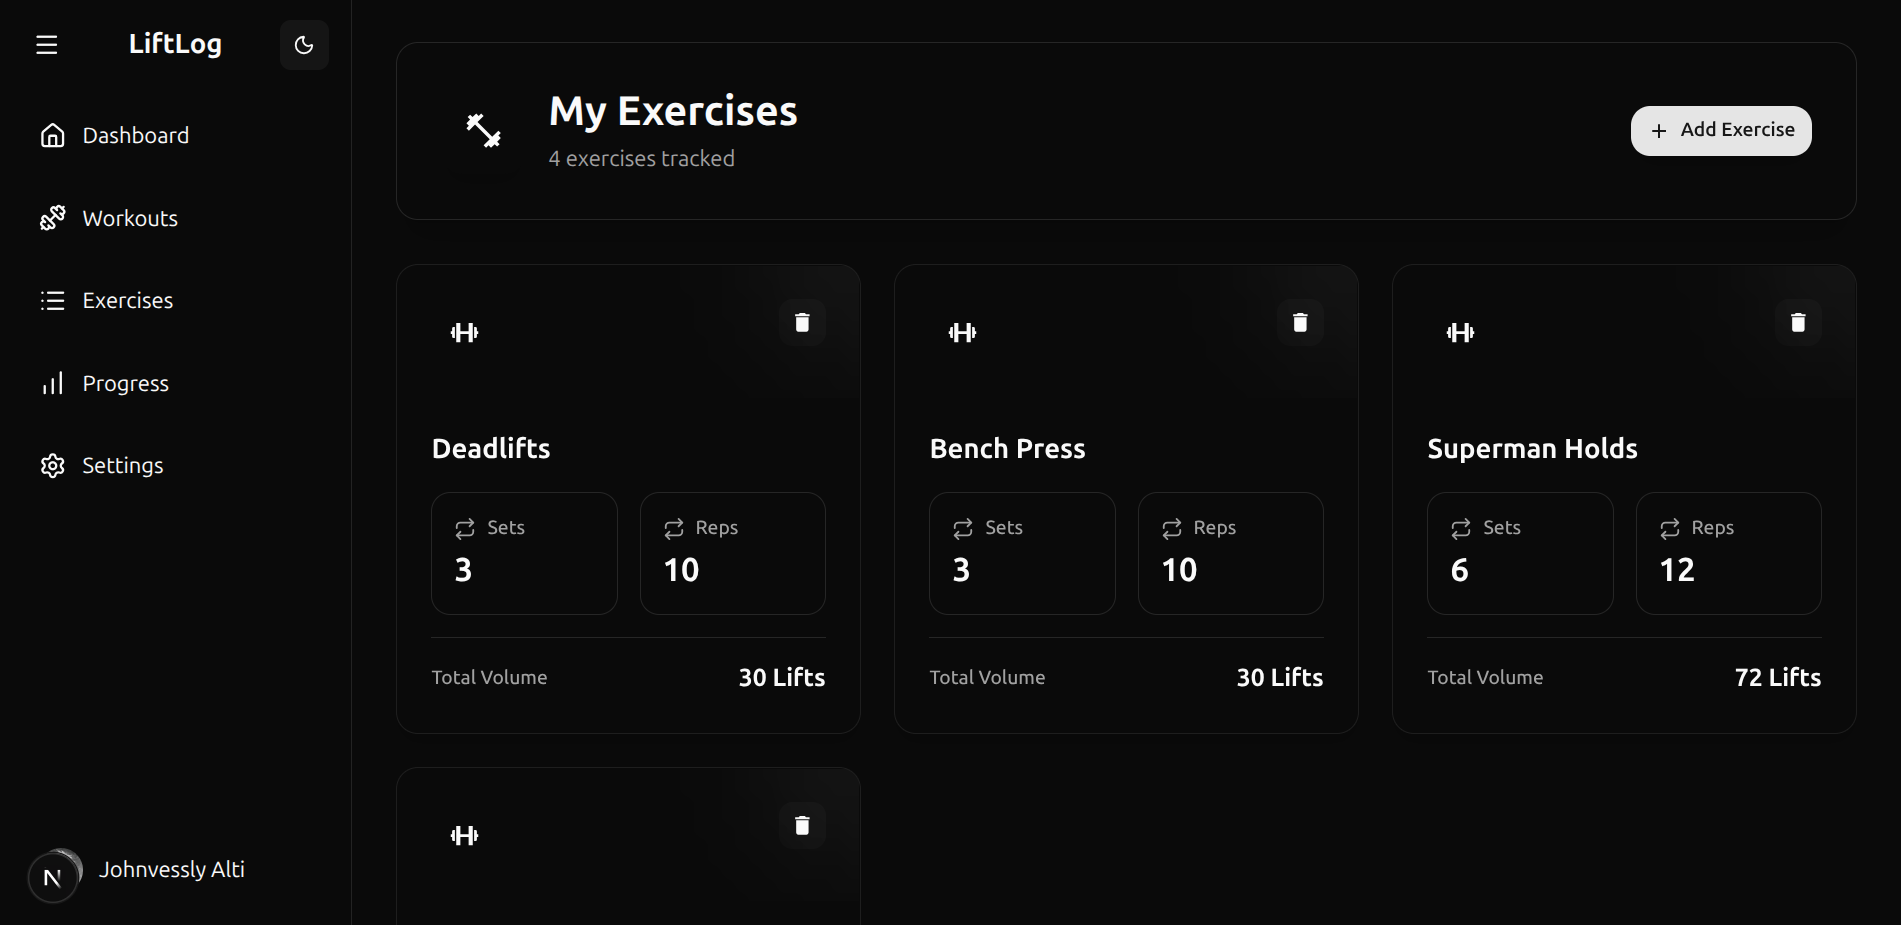 LiftLog
Dashboard
Workouts
Exercises
Progress
Settings
N
Johnvessly Alti
My Exercises
4 exercises tracked
+ Add Exercise
Deadlifts
Sets
3
Reps
10
Total Volume
30 Lifts
Bench Press
Sets
3
Reps
10
Total Volume
30 Lifts
Superman Holds
Sets
6
Reps
12
Total Volume
72 Lifts